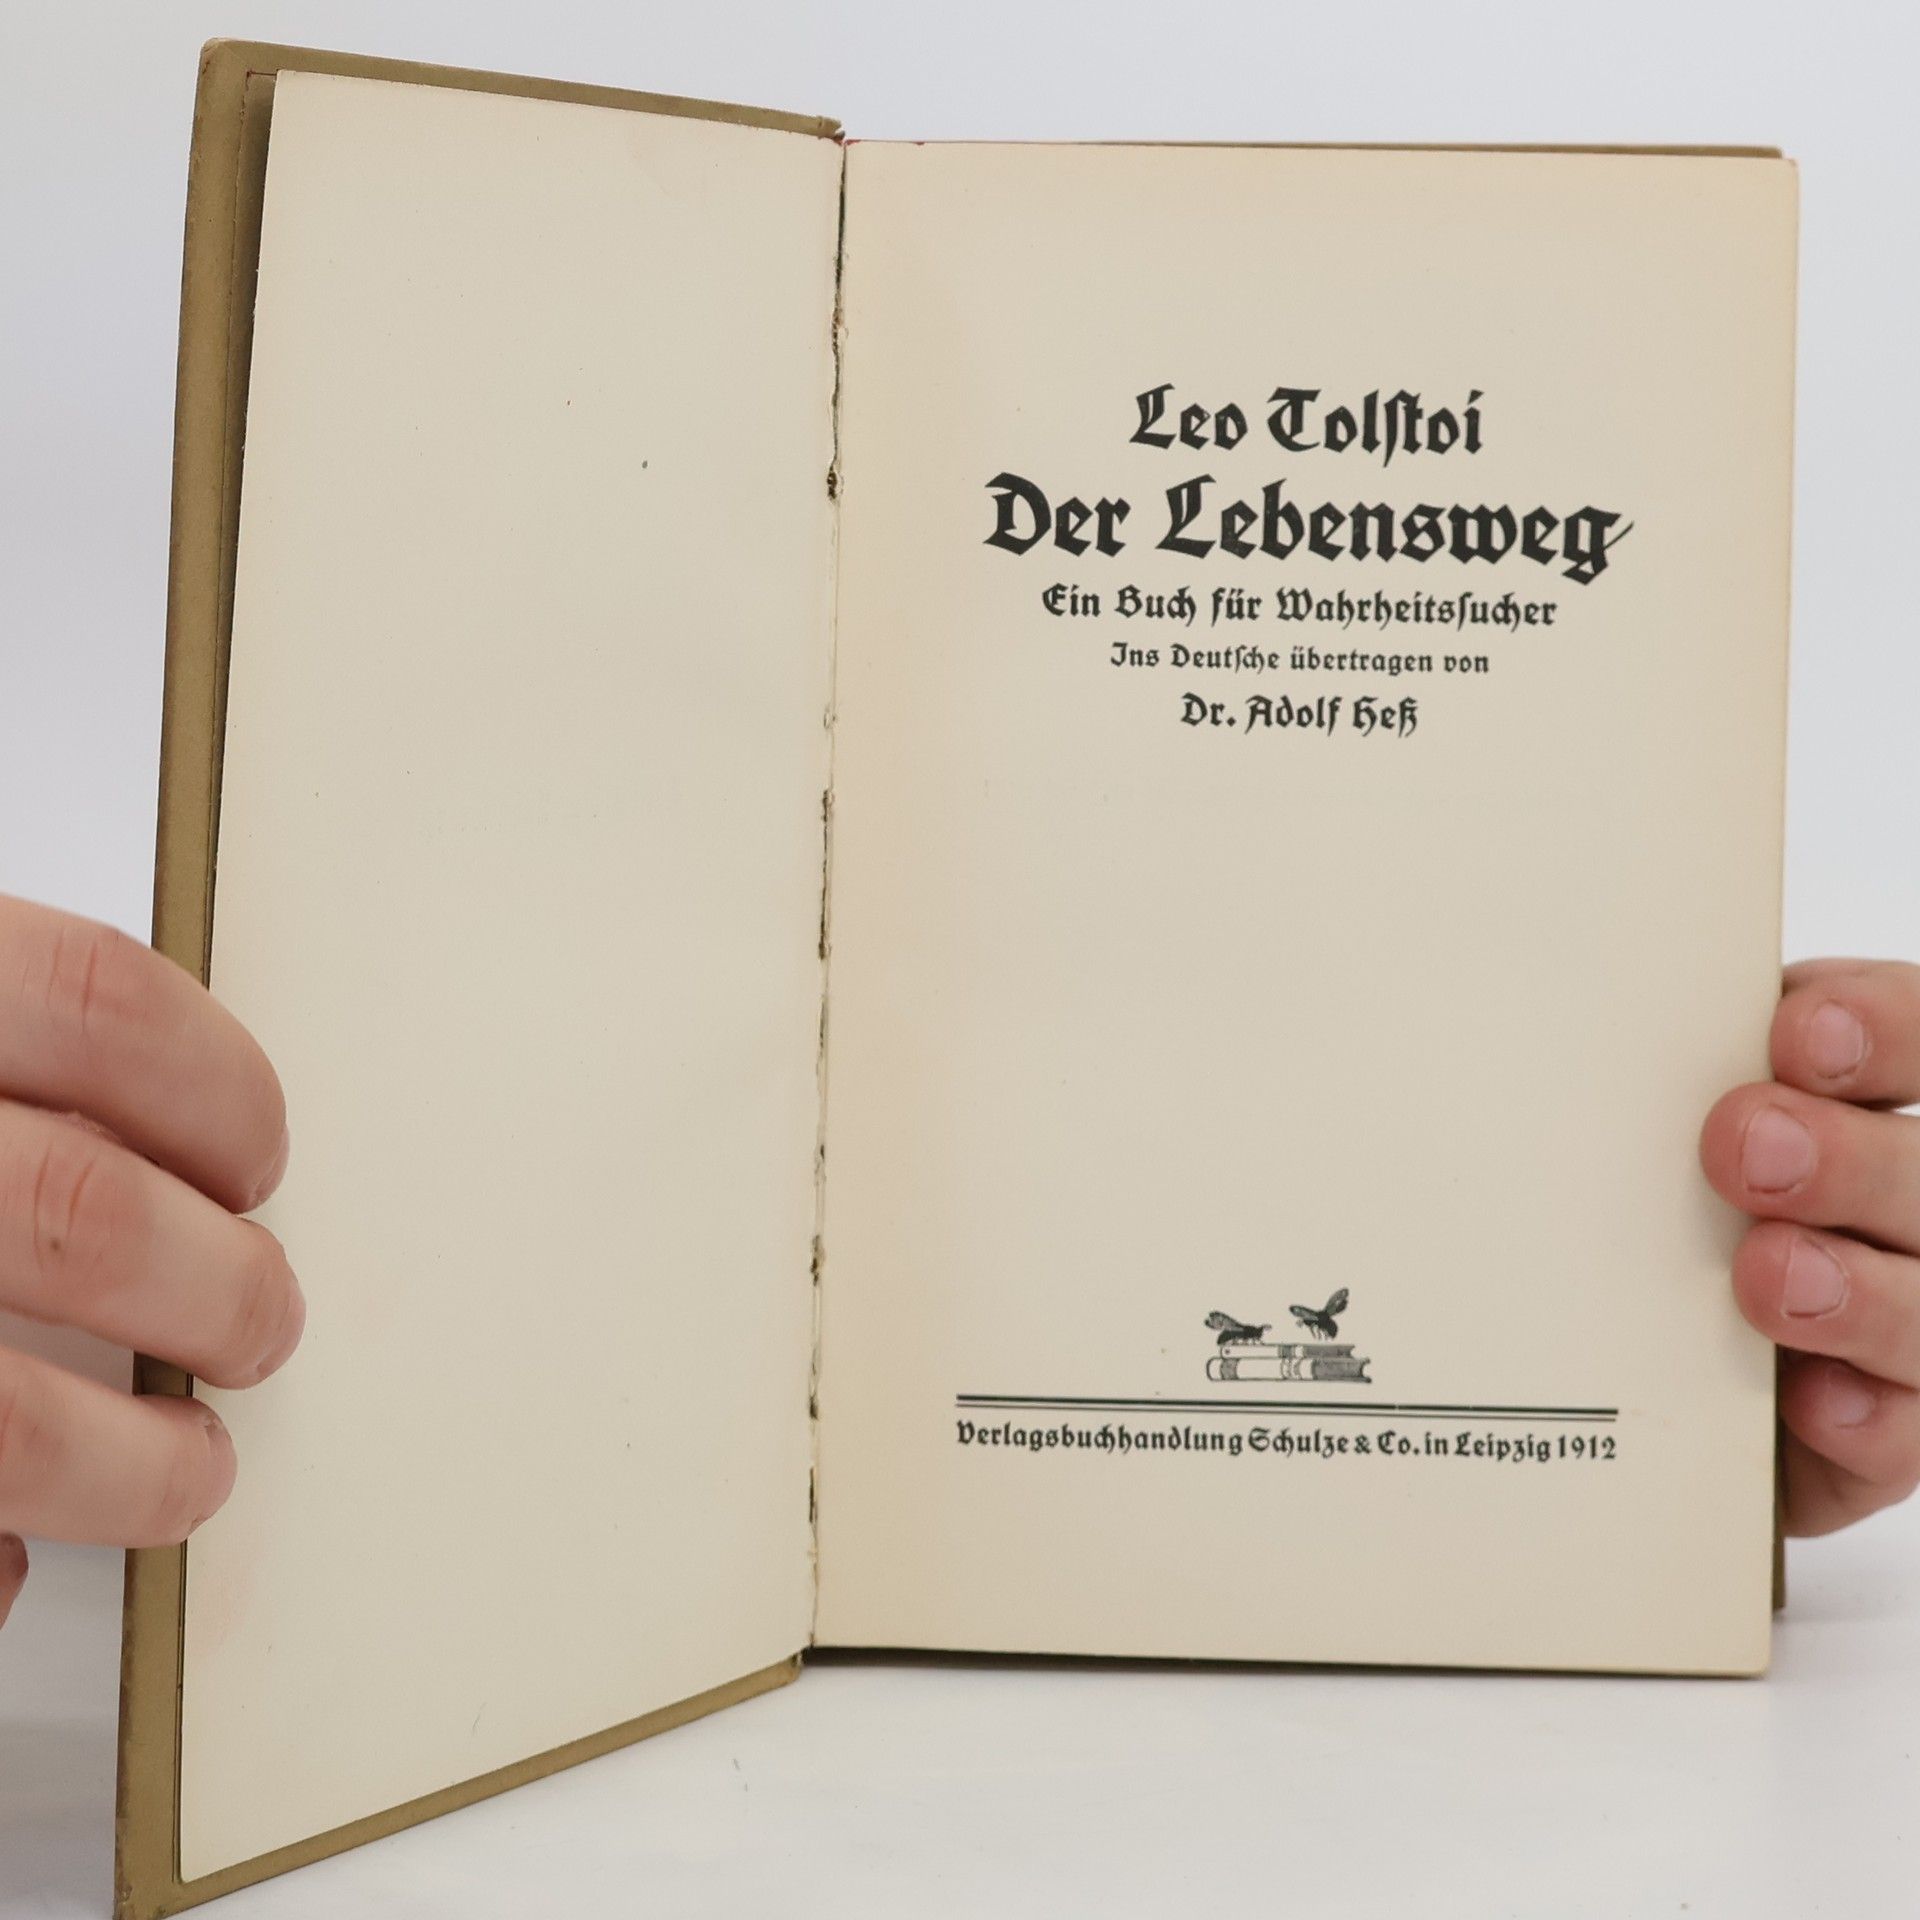 Leo Tolſtoi
Der Lebensweg
Ein Buch für Wahrheitsſucher
Ins Deutſche übertragen von
Dr. Adolf Heß
Verlagsbuchhandlung Schulze & Co. in Leipzig 1912